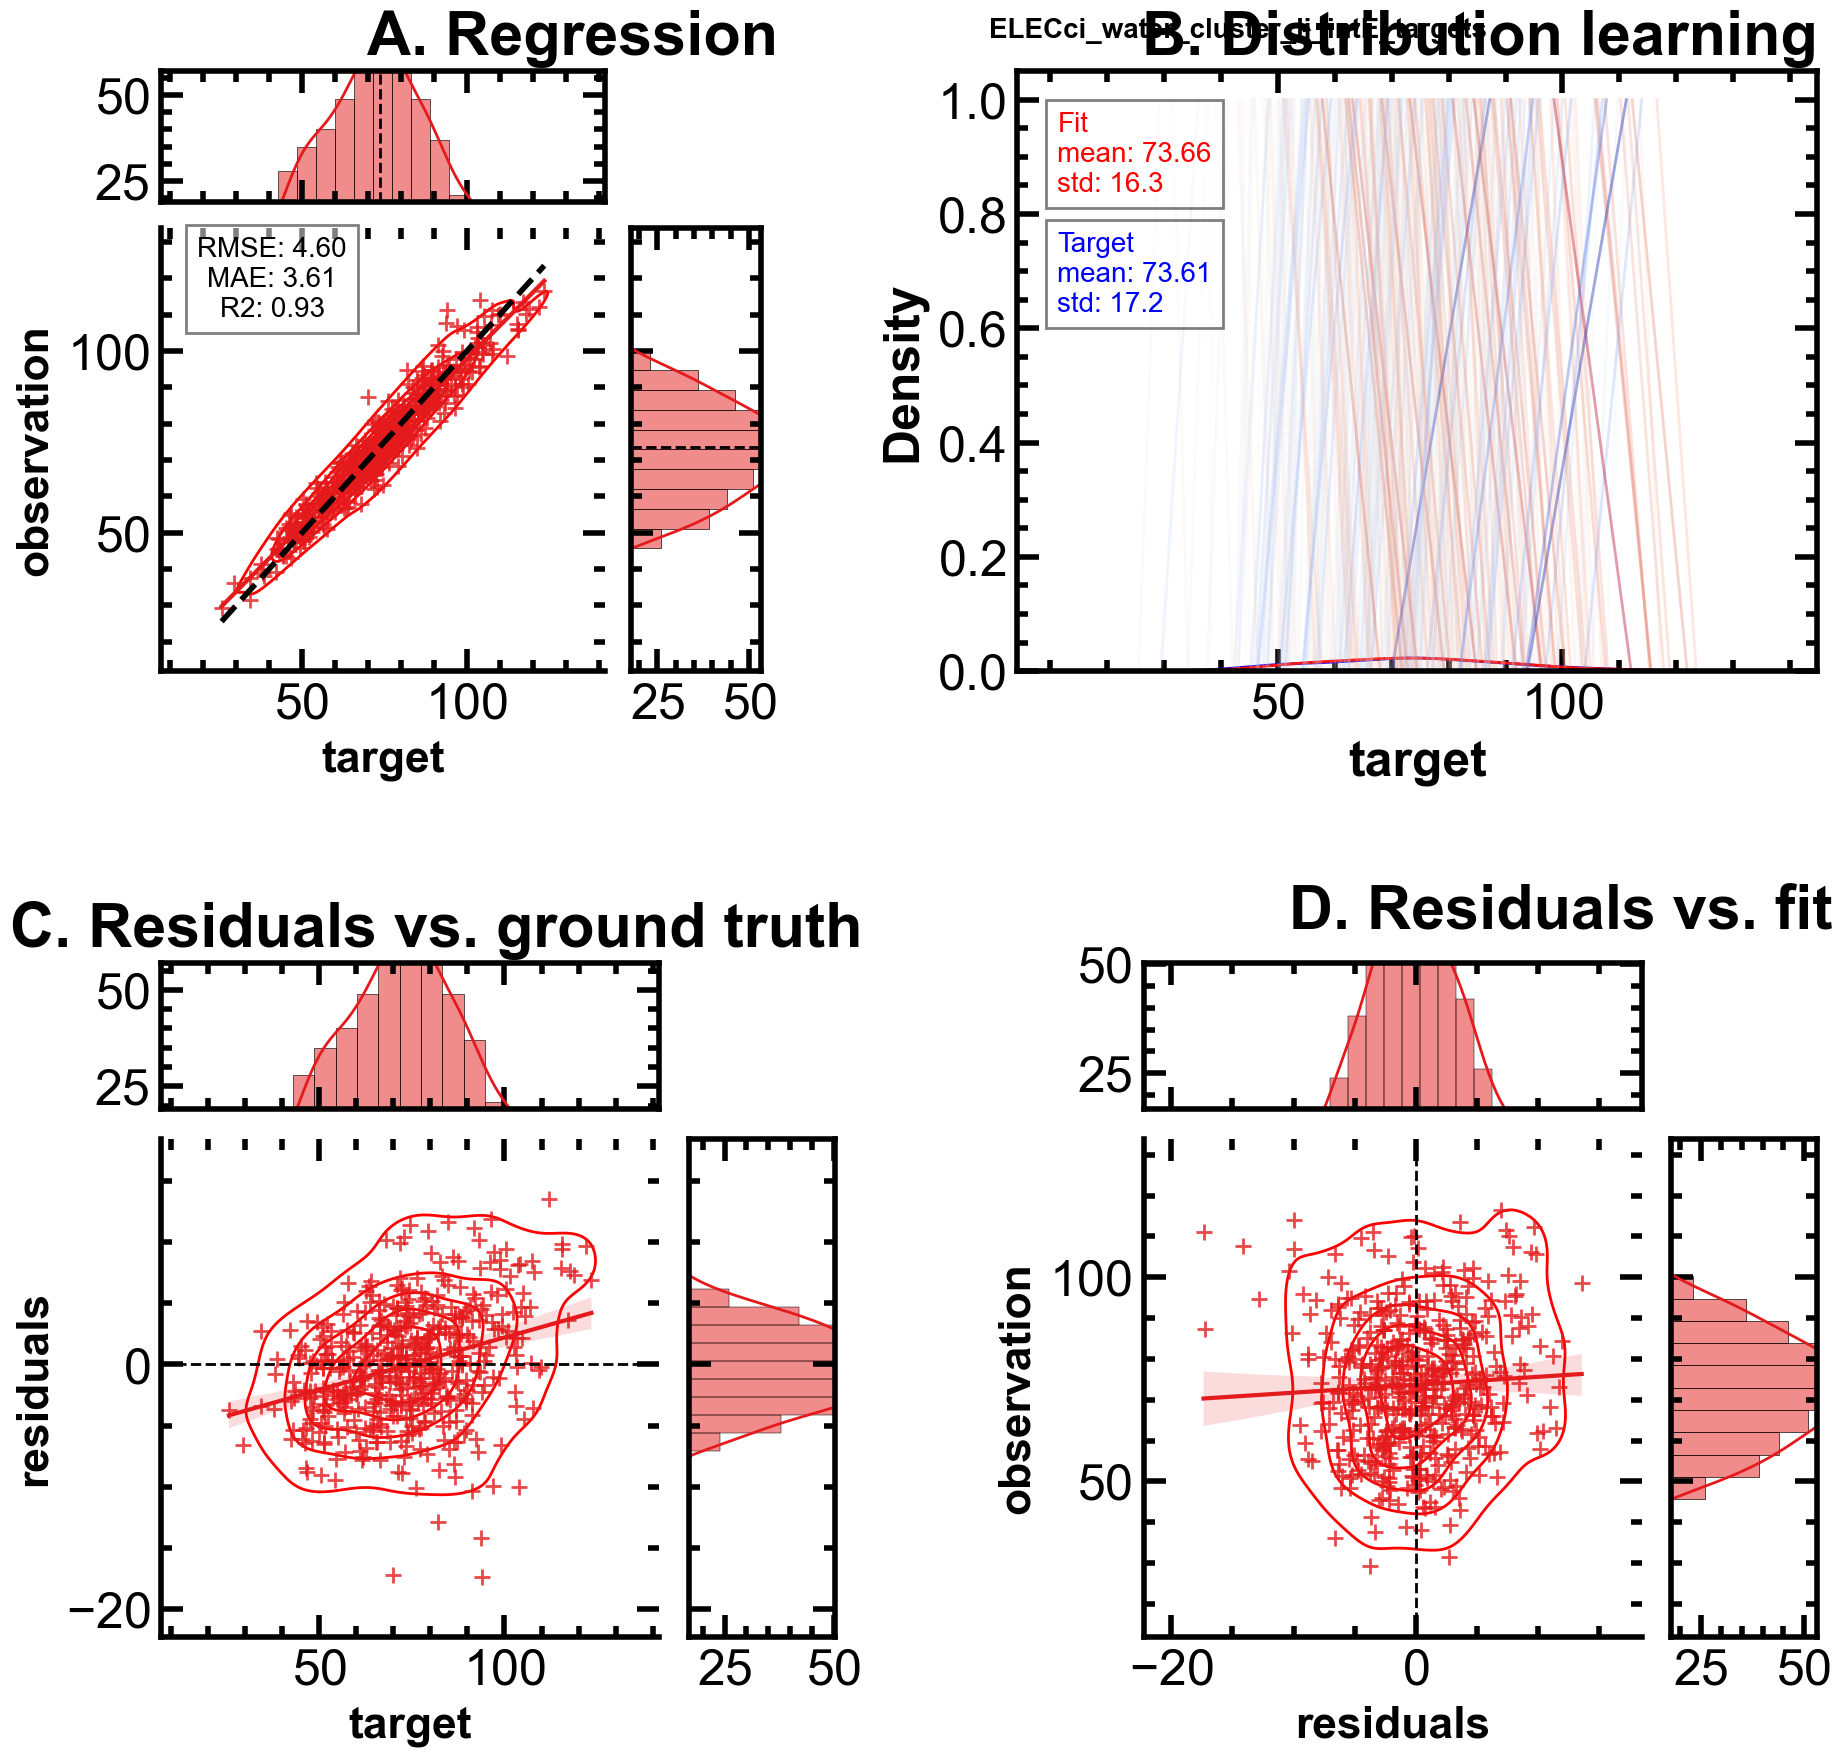 A. Regression
50
25
RMSE: 4.60
MAE: 3.61
R2: 0.93
100
50
observation
50
100
25
50
target
B. Distribution learning
1.0
0.8
0.6
0.4
0.2
0.0
Density
Fit
mean: 73.66
std: 16.3
Target
mean: 73.61
std: 17.2
50
100
target
C. Residuals vs. ground truth
50
25
0
−20
residuals
50
100
25
50
target
D. Residuals vs. fit
50
25
100
50
observation
−20
0
25
50
residuals